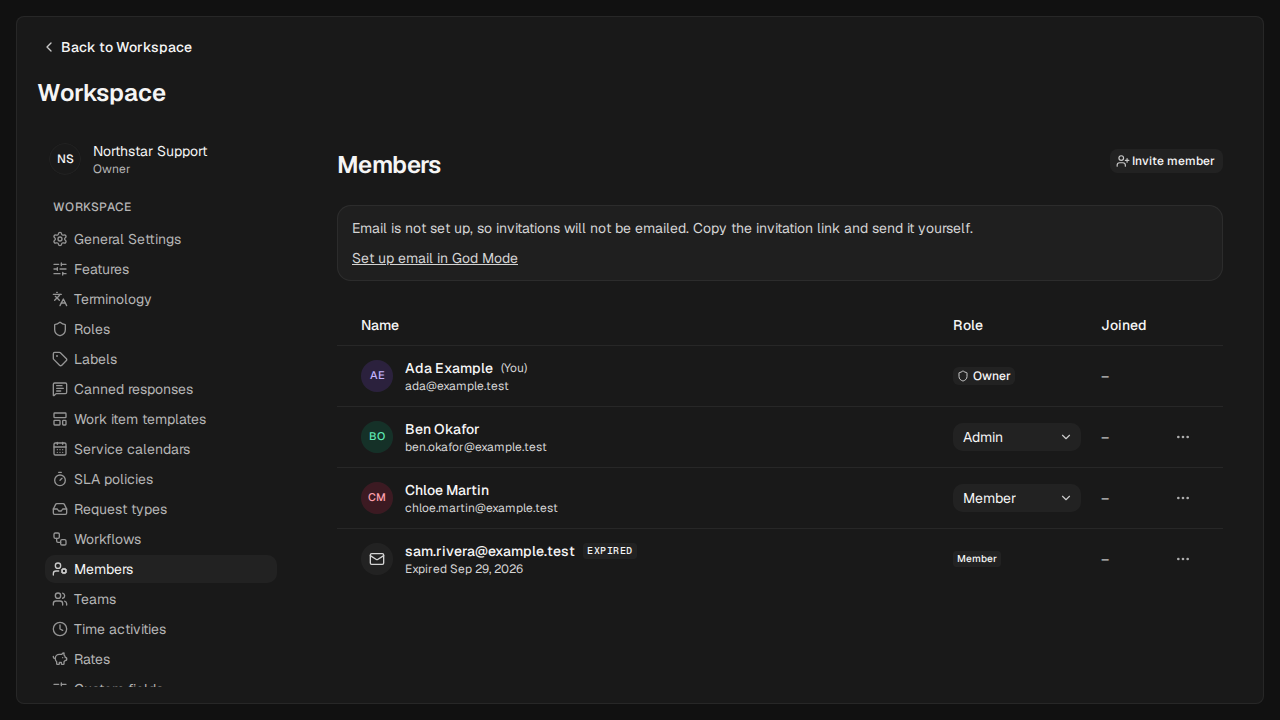 Back to Workspace
Workspace
NS
Northstar Support
Owner
WORKSPACE
General Settings
Features
Terminology
Roles
Labels
Canned responses
Work item templates
Service calendars
SLA policies
Request types
Workflows
Members
Teams
Time activities
Rates
Members
Invite member
Email is not set up, so invitations will not be emailed. Copy the invitation link and send it yourself.
Set up email in God Mode
Name Role Joined
AE Ada Example (You) Owner –
ada@example.test
BO Ben Okafor Admin –
ben.okafor@example.test
CM Chloe Martin Member –
chloe.martin@example.test
sam.rivera@example.test EXPIRED Member –
Expired Sep 29, 2026